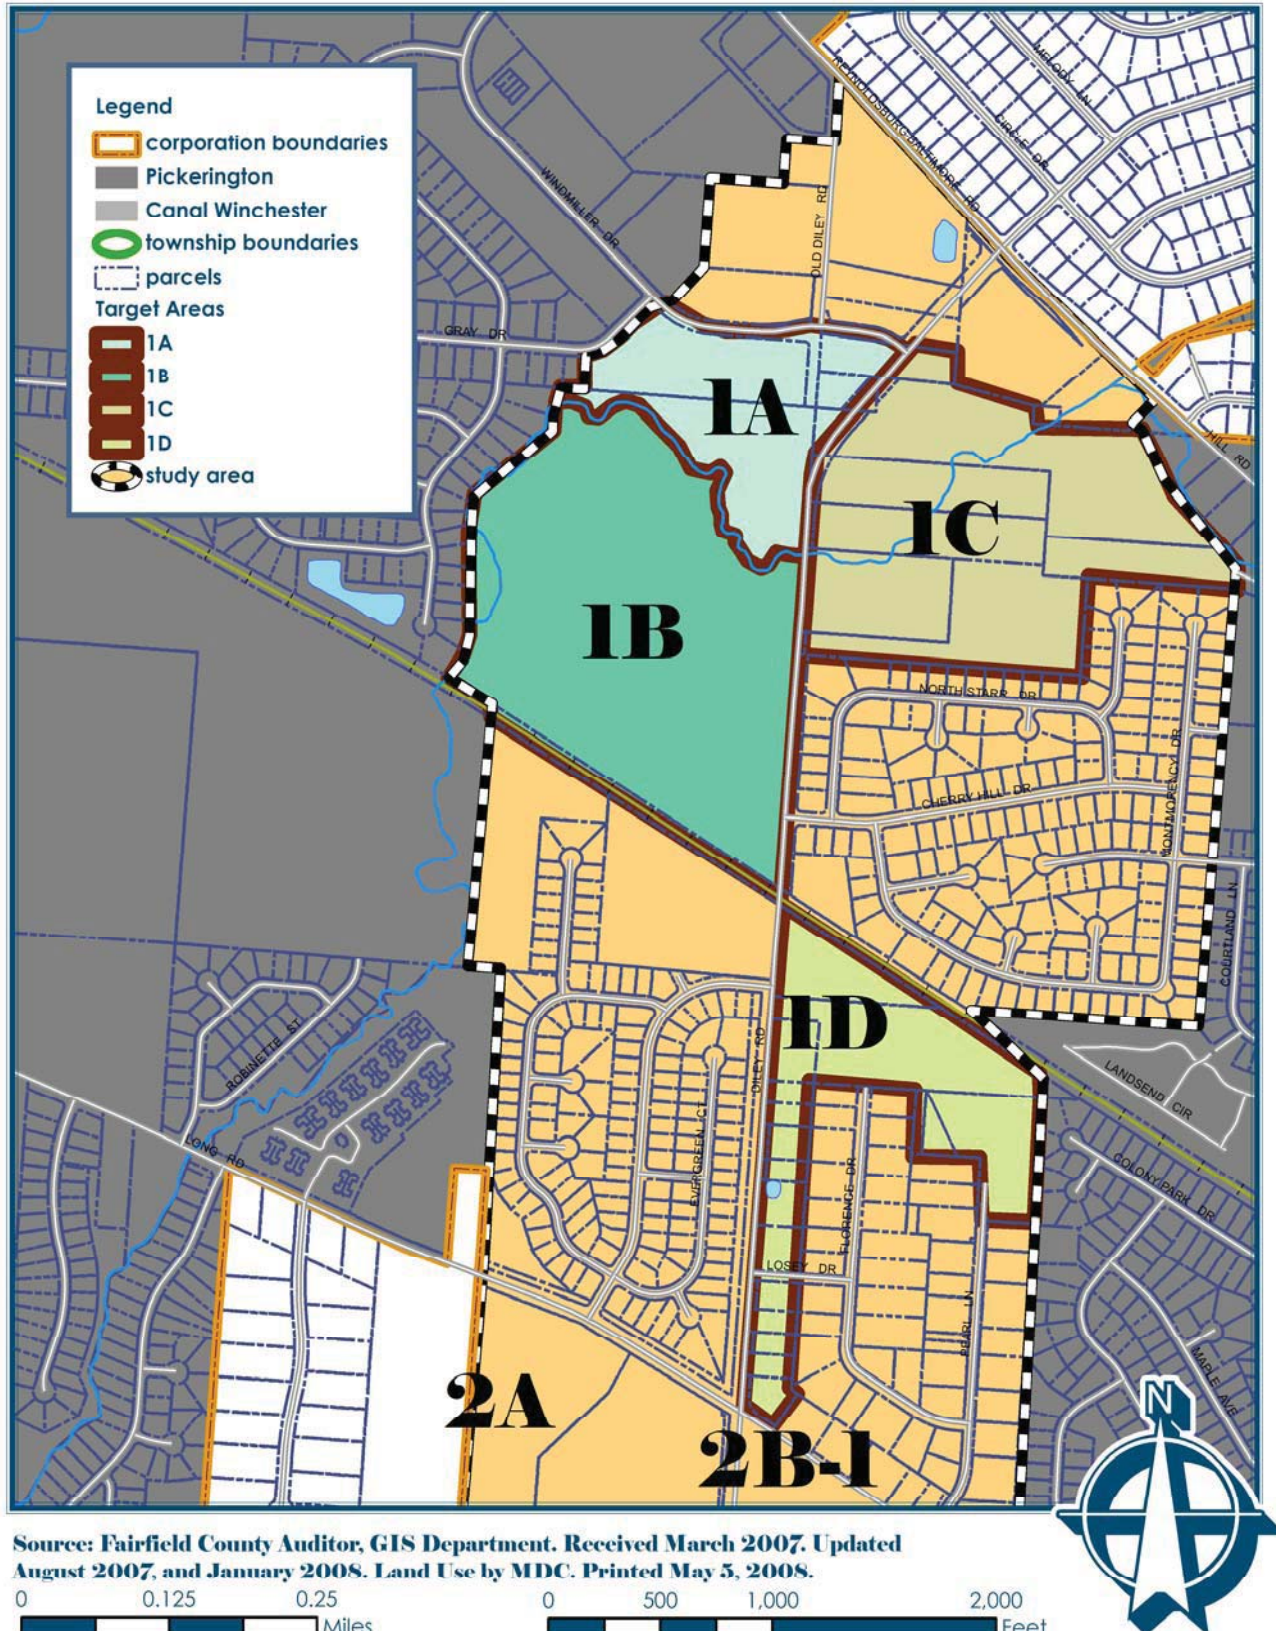 MELODY LN
REYNOLDSBURG-BALTIMORE RD
CIRCLE DR
Legend
corporation boundaries
Pickerington
Canal Winchester
township boundaries
parcels
Target Areas
1A
1B
1C
1D
study area
WINDMILLER DR
OLD DILEY RD
GRAY DR
1A
HILL RD
1C
1B
NORTH STARR DR
MONTMORENCY DR
CHERRY HILL DR
COURTLAND LN
1D
ROBINETTE ST
DILEY RD
LANDSEND CIR
LONG RD
EVERGREEN CT
FLORENCE DR
COLONY PARK DR
LOSEY DR
PEARL LN
MAPLE AVE
2A
2B-1
N
Source: Fairfield County Auditor, GIS Department. Received March 2007. Updated
August 2007, and January 2008. Land Use by MDC. Printed May 5, 2008.
0 0.125 0.25
Miles
0 500 1,000 2,000
Feet